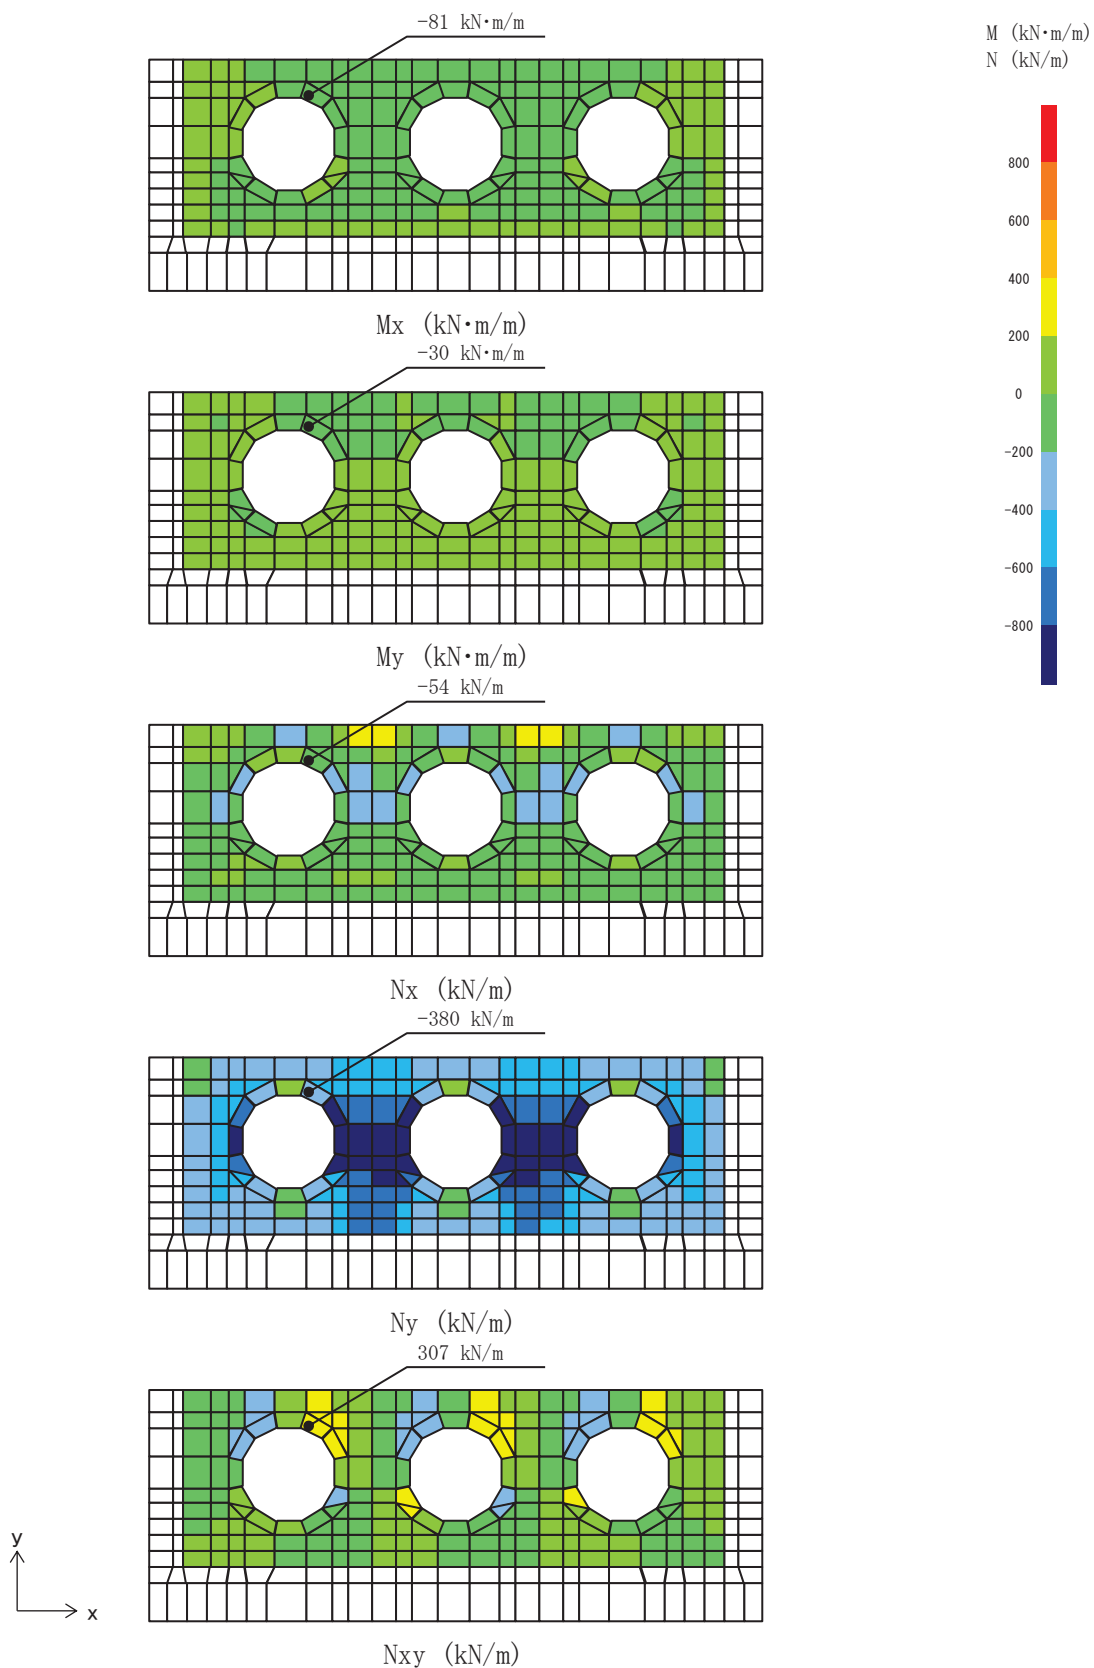 -81 kN·m/m
M (kN·m/m)
N (kN/m)
800
600
400
200
0
-200
-400
-600
-800
Mx (kN·m/m)
-30 kN·m/m
My (kN·m/m)
-54 kN/m
Nx (kN/m)
-380 kN/m
Ny (kN/m)
307 kN/m
Nxy (kN/m)
y
x